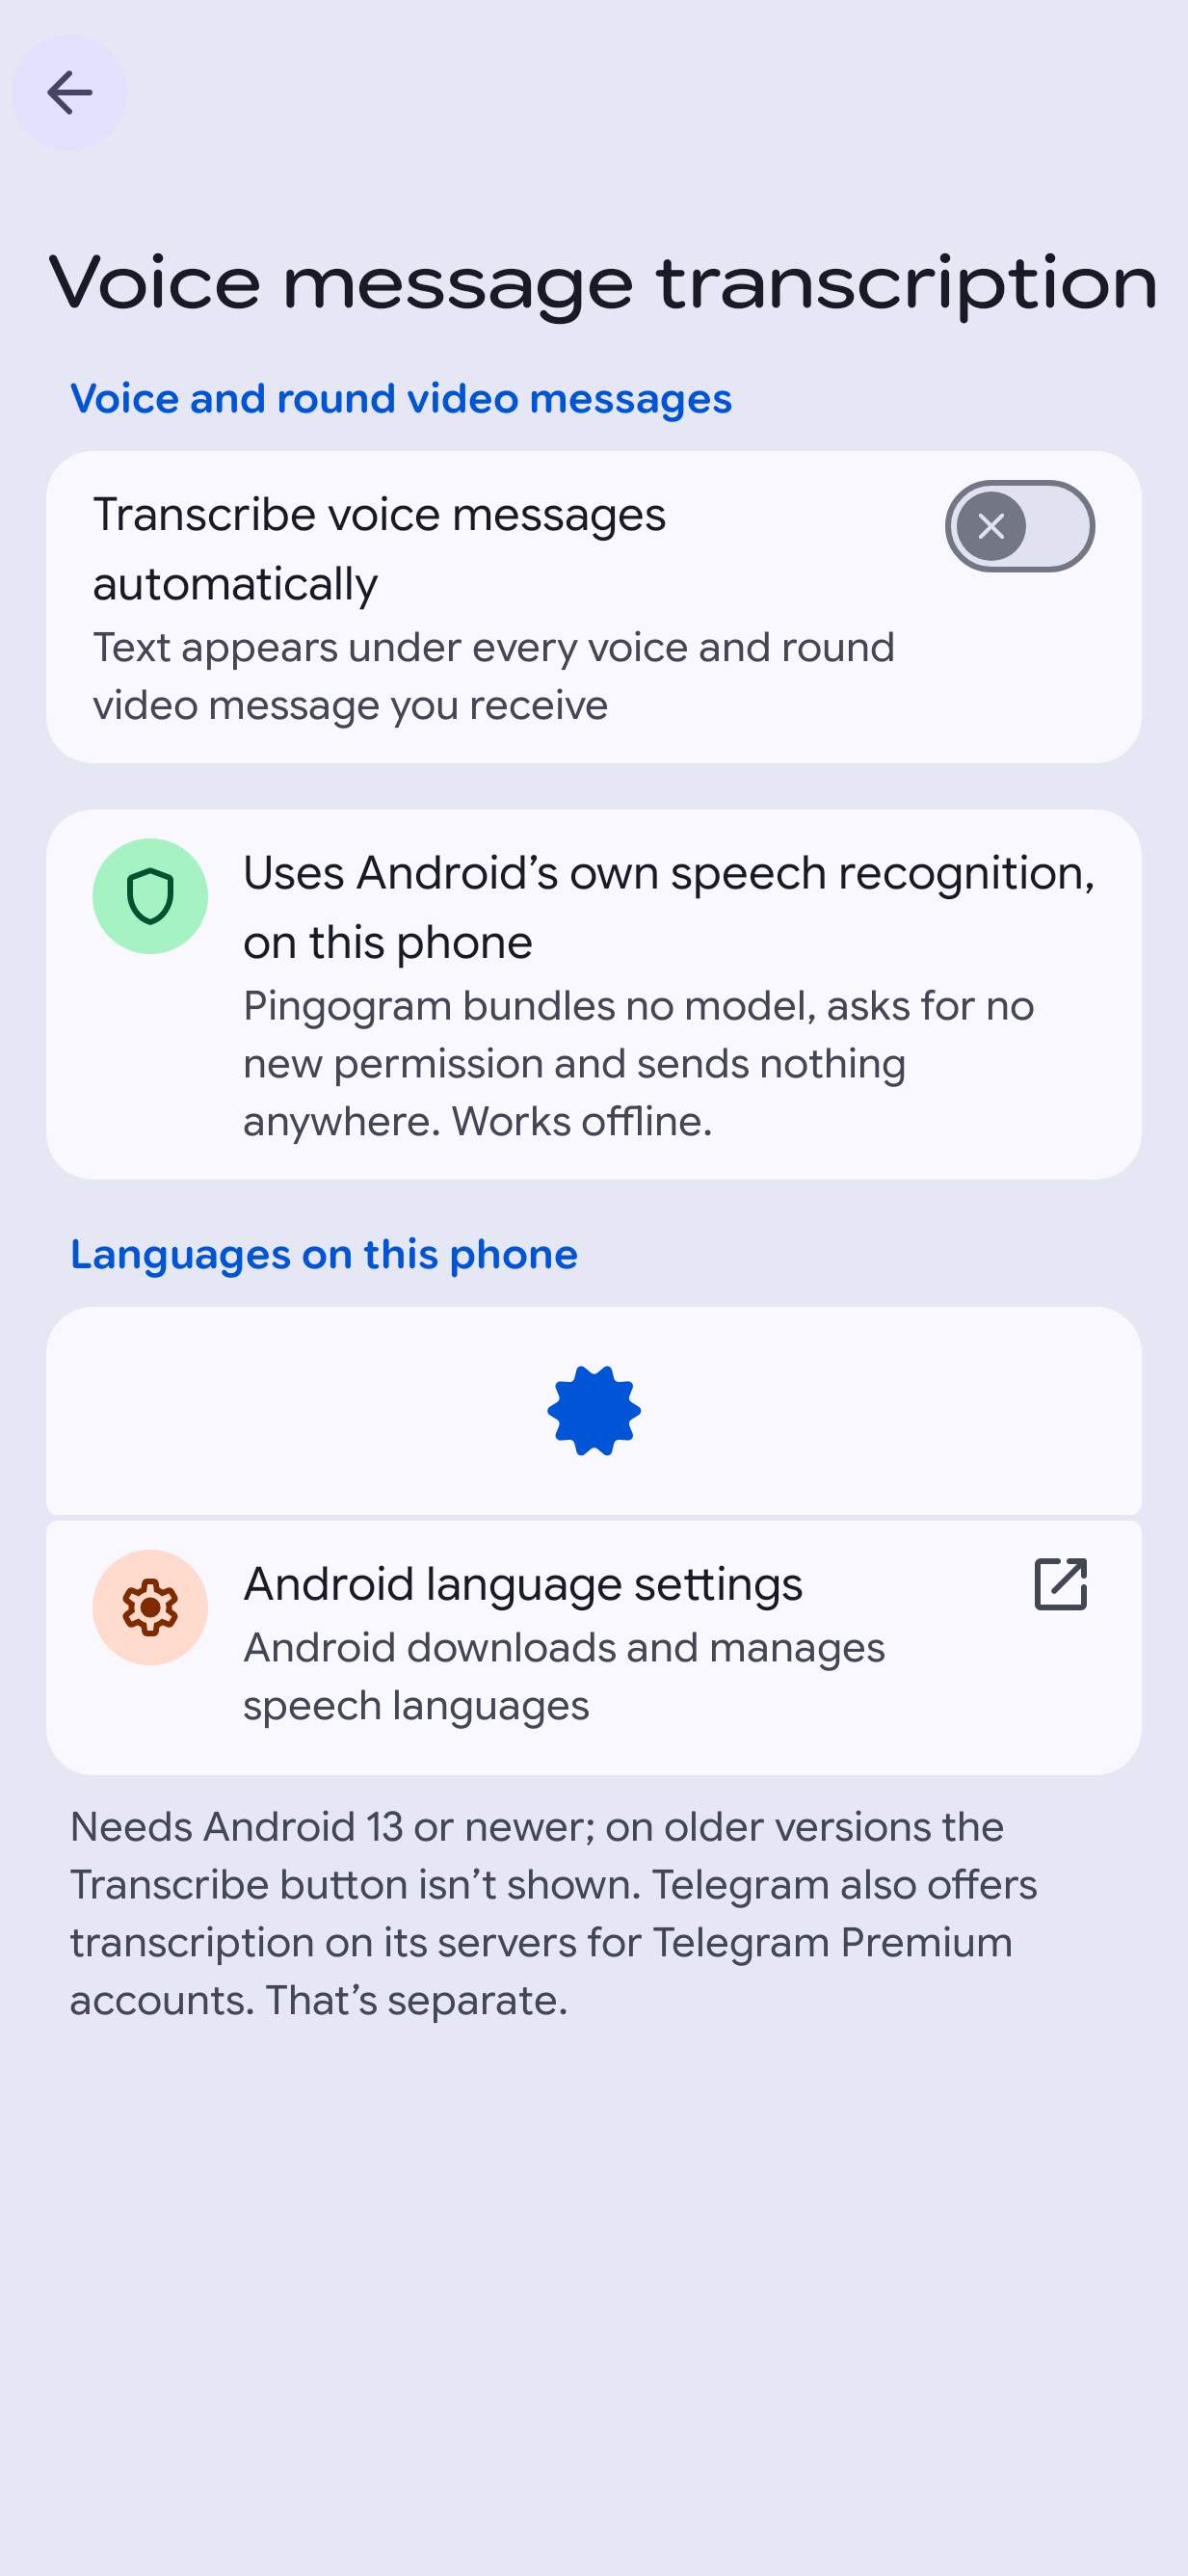 Voice message transcription
Voice and round video messages
Transcribe voice messages
automatically
Text appears under every voice and round
video message you receive
Uses Android’s own speech recognition,
on this phone
Pingogram bundles no model, asks for no
new permission and sends nothing
anywhere. Works offline.
Languages on this phone
Android language settings
Android downloads and manages
speech languages
Needs Android 13 or newer; on older versions the
Transcribe button isn’t shown. Telegram also offers
transcription on its servers for Telegram Premium
accounts. That’s separate.